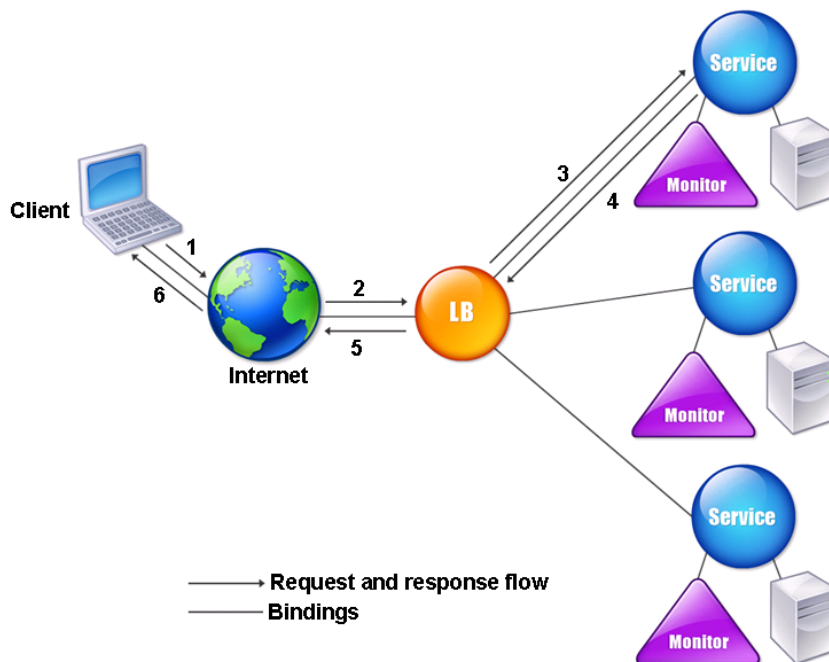 Service
3
Monitor
4
Client
1
6
2
LB
5
Internet
Service
Monitor
Service
Monitor
Request and response flow
Bindings